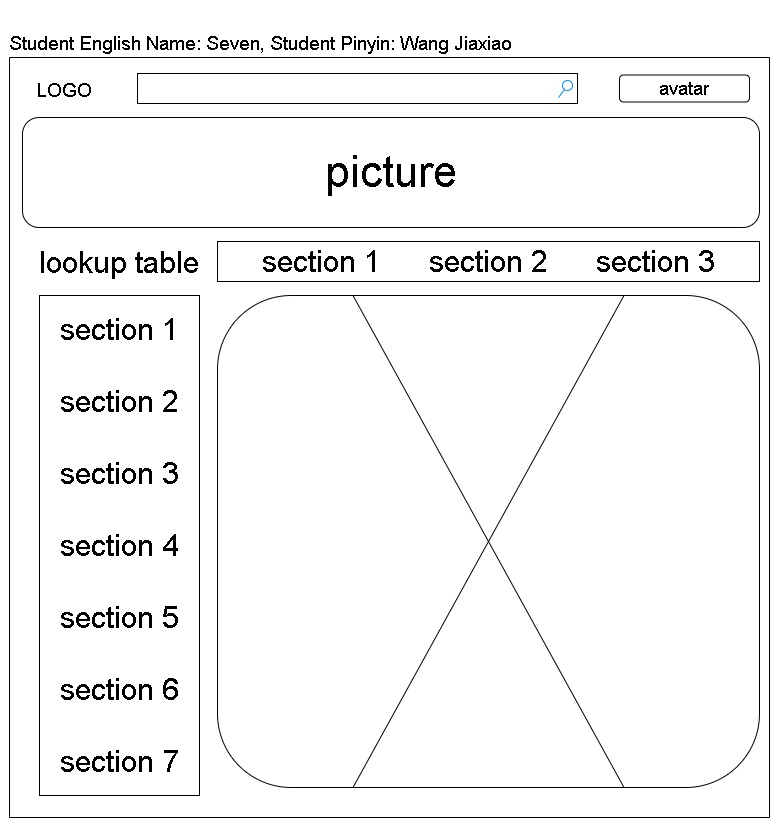 Student English Name: Seven, Student Pinyin: Wang Jiaxiao
LOGO
avatar
picture
lookup table
section 1 section 2 section 3
section 1
section 2
section 3
section 4
section 5
section 6
section 7